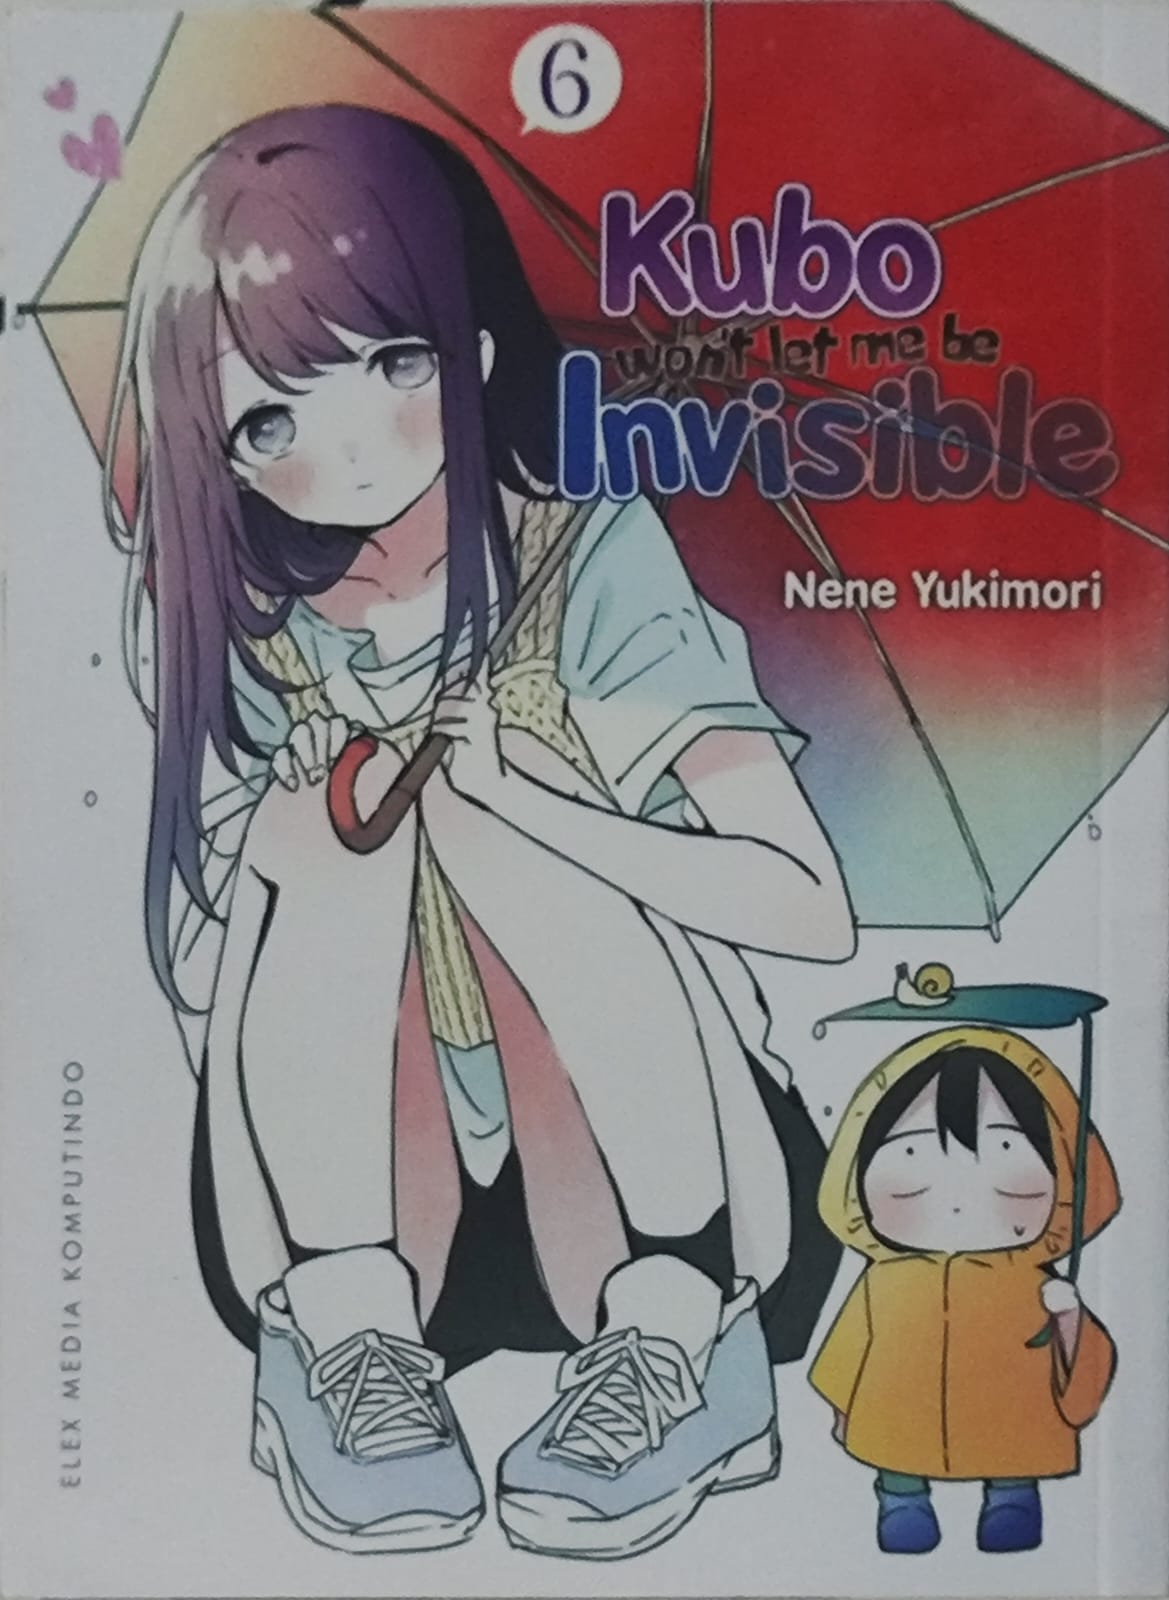 6
Kubo
won't let me be
Invisible
Nene Yukimori
ELEX MEDIA KOMPUTINDO